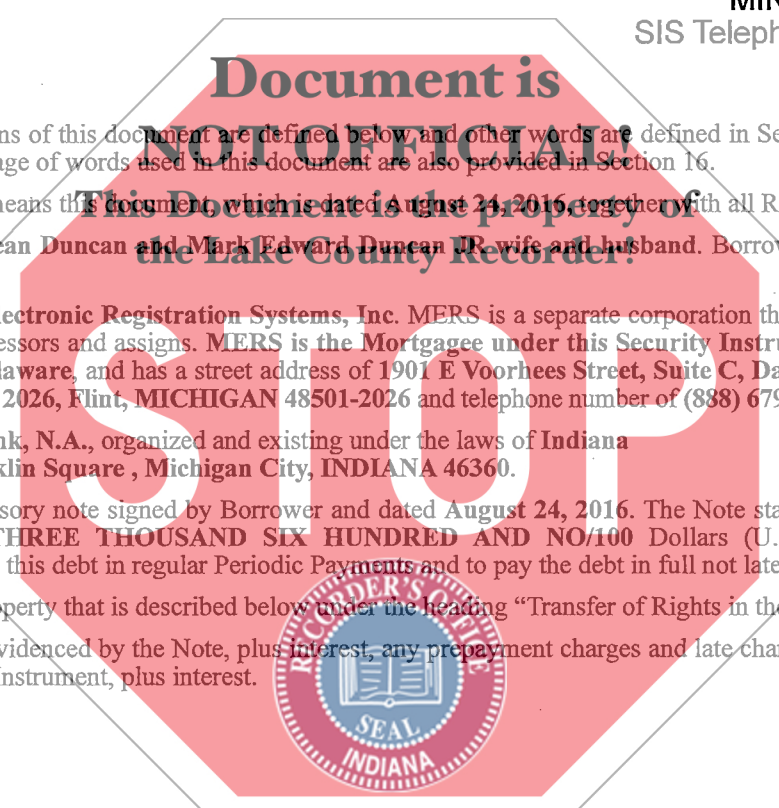 MIN
SIS Teleph
Document is
ns of this document are defined below and other words are defined in Se
NOT OFFICIAL!
age of words used in this document are also provided in Section 16.
means this document, which is dated August 24, 2016, together with all R
This Document is the property of
ean Duncan and Mark Edward Duncan JR wife and husband. Borrow
the Lake County Recorder!
lectronic Registration Systems, Inc. MERS is a separate corporation th
essors and assigns. MERS is the Mortgagee under this Security Instru
laware, and has a street address of 1901 E Voorhees Street, Suite C, Da
2026, Flint, MICHIGAN 48501-2026 and telephone number of (888) 679
STOP
nk, N.A., organized and existing under the laws of Indiana
klin Square , Michigan City, INDIANA 46360.
sory note signed by Borrower and dated August 24, 2016. The Note sta
THREE THOUSAND SIX HUNDRED AND NO/100 Dollars (U.
this debt in regular Periodic Payments and to pay the debt in full not late
operty that is described below under the heading “Transfer of Rights in the
videnced by the Note, plus interest, any prepayment charges and late char
Instrument, plus interest.
RECORDER'S OFFICE
SEAL
INDIANA